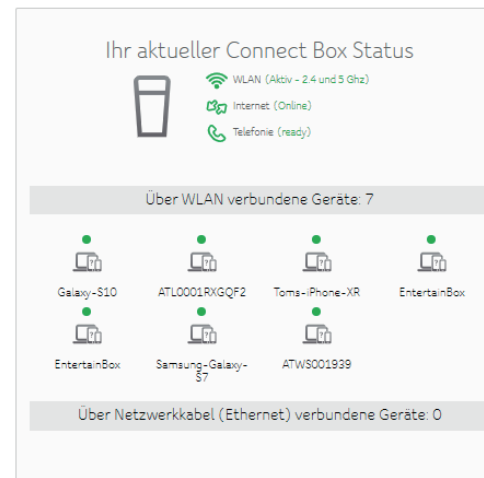 Ihr aktueller Connect Box Status
WLAN (Aktiv - 2.4 und 5 Ghz)
Internet (Online)
Telefonie (ready)
Über WLAN verbundene Geräte: 7
Galaxy-S10 ATL0001RXGQF2 Toms-iPhone-XR EntertainBox
EntertainBox Samsung-Galaxy- ATWS001939
S7
Über Netzwerkkabel (Ethernet) verbundene Geräte: 0